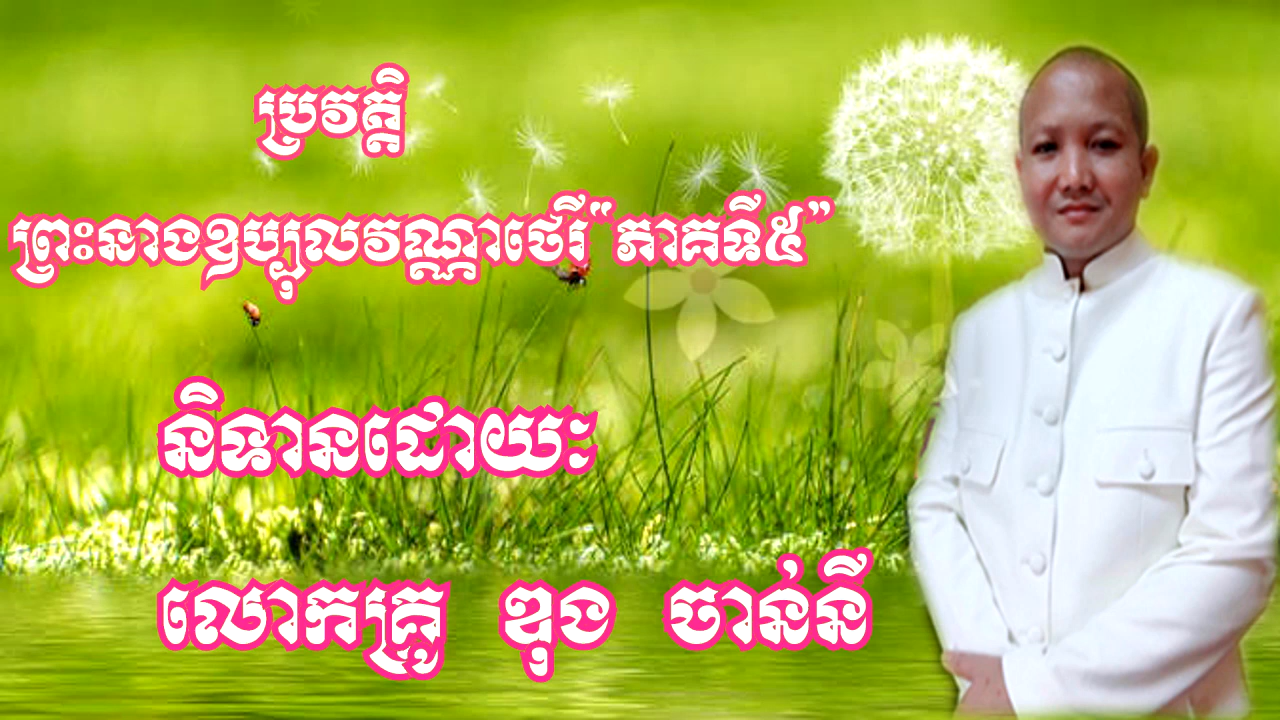 ប្រវត្តិ
ព្រះនាងឧប្បុលវណ្ណាថេរី“ភាគទី៥”
និទានដោយៈ
លោកគ្រូ ឌុង ចាន់នី